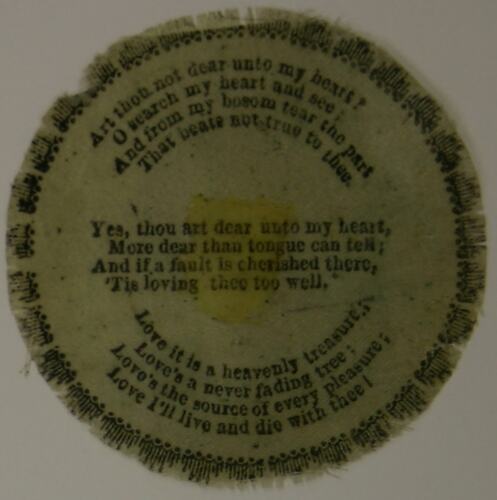 Art thou not dear unto my heart?
O search my heart and see;
And from my bosom tear the part
That beats not true to thee.
Yes, thou art dear unto my heart,
More dear than tongue can tell;
And if a fault is cherished there,
'Tis loving thee too well.
Love it is a heavenly treasure;
Love's a never fading tree;
Love's the source of every pleasure;
Love I'll live and die with thee!